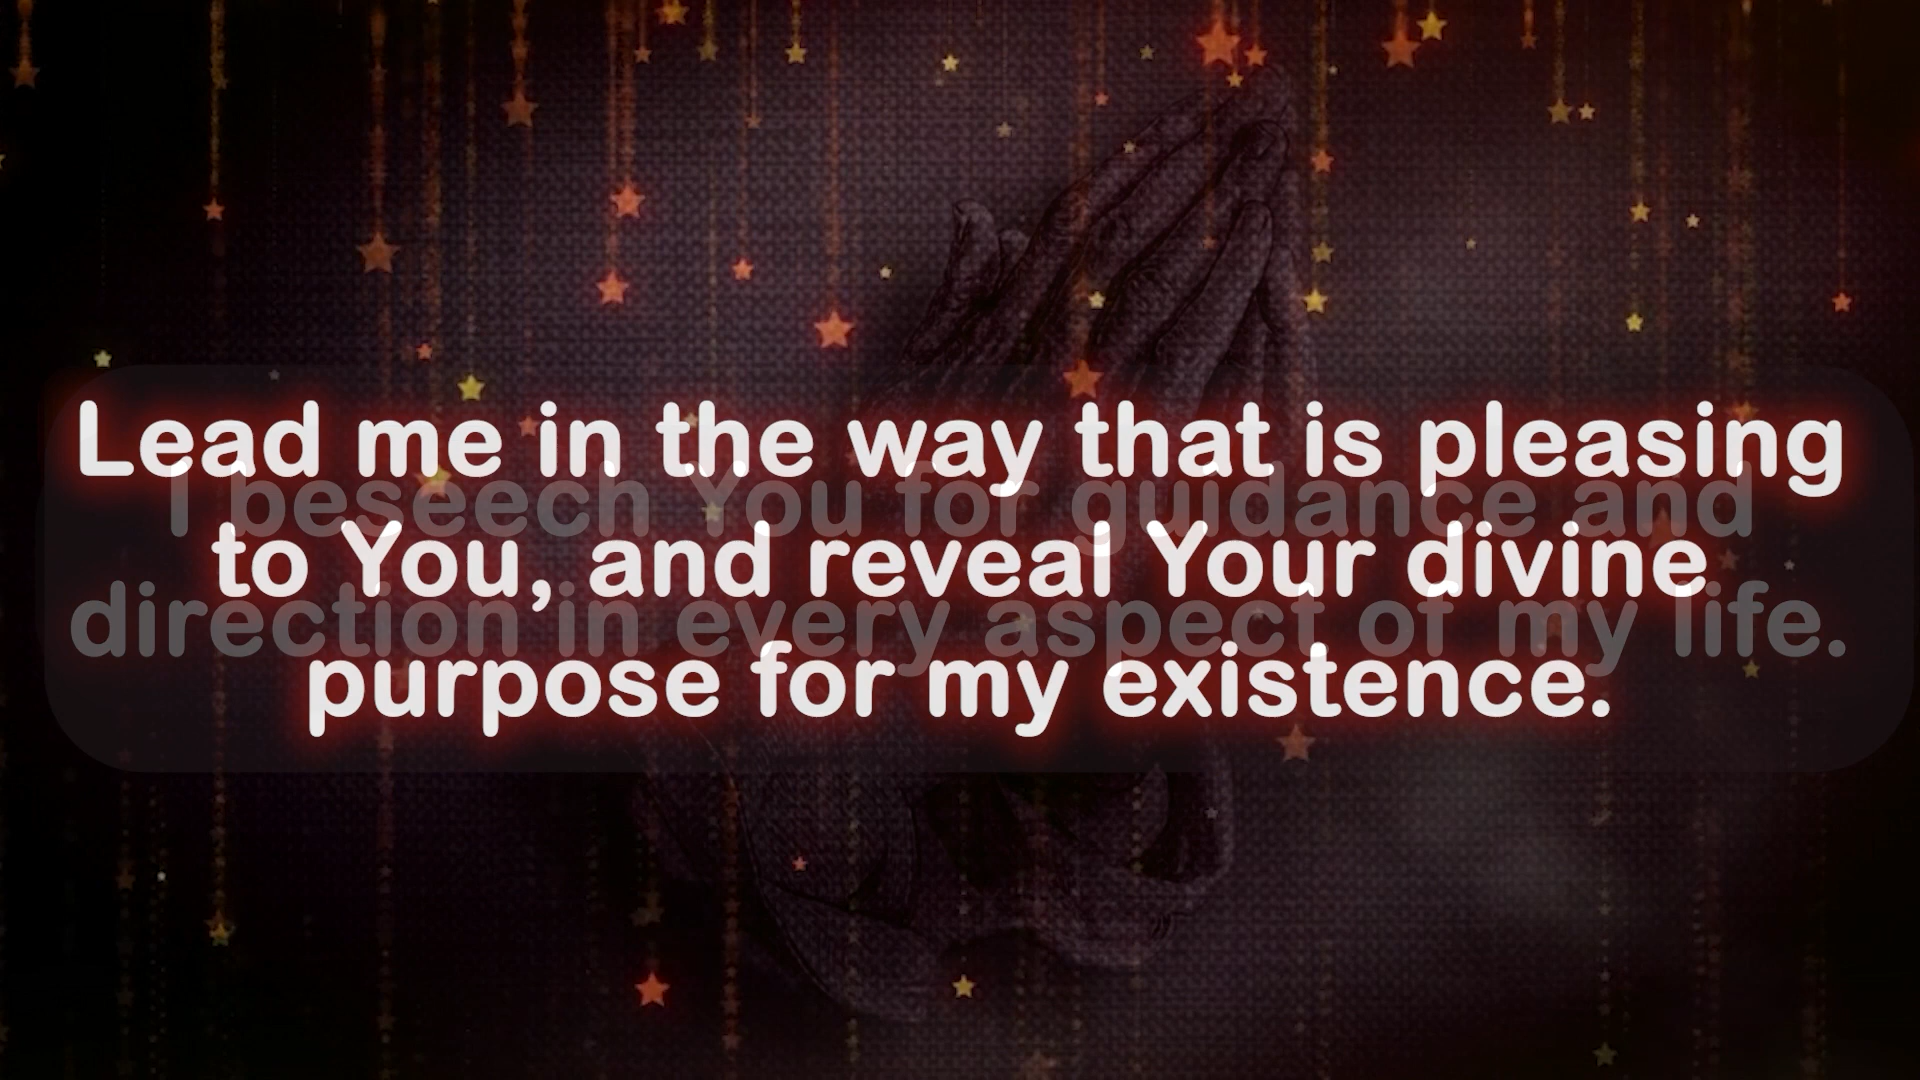 Lead me in the way that is pleasing
to You, and reveal Your divine
purpose for my existence.
I beseech You for guidance and
direction in every aspect of my life.